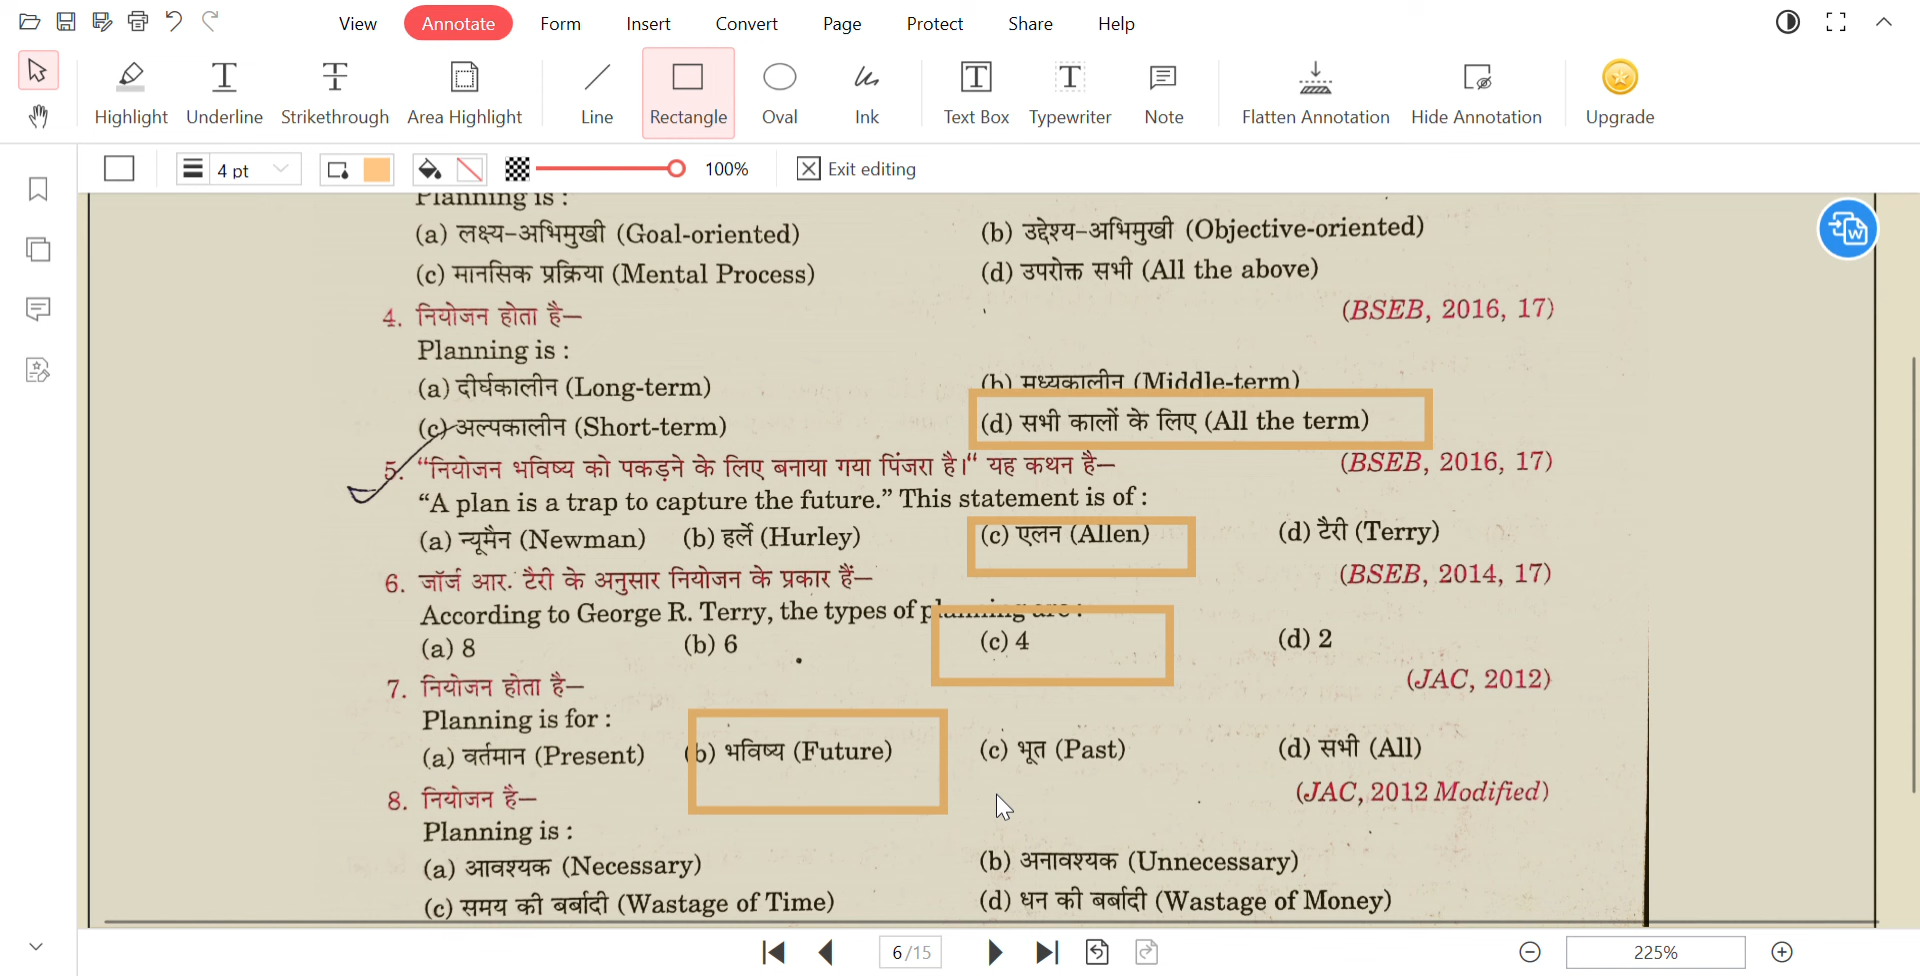 View Annotate Form Insert Convert Page Protect Share Help
Highlight Underline Strikethrough Area Highlight Line Rectangle Oval Ink Text Box Typewriter Note Flatten Annotation Hide Annotation Upgrade
4 pt 100% Exit editing
Planning is :
(a) लक्ष्य-अभिमुखी (Goal-oriented) (b) उद्देश्य-अभिमुखी (Objective-oriented)
(c) मानसिक प्रक्रिया (Mental Process) (d) उपरोक्त सभी (All the above)
4. नियोजन होता है— (BSEB, 2016, 17)
Planning is :
(a) दीर्घकालीन (Long-term) (b) मध्यकालीन (Middle-term)
(c) अल्पकालीन (Short-term) (d) सभी कालों के लिए (All the term)
5. “नियोजन भविष्य को पकड़ने के लिए बनाया गया पिंजरा है।“ यह कथन है— (BSEB, 2016, 17)
“A plan is a trap to capture the future.” This statement is of :
(a) न्यूमैन (Newman) (b) हर्ले (Hurley) (c) एलन (Allen) (d) टैरी (Terry)
6. जॉर्ज आर. टैरी के अनुसार नियोजन के प्रकार हैं— (BSEB, 2014, 17)
According to George R. Terry, the types of planning are :
(a) 8 (b) 6 (c) 4 (d) 2
7. नियोजन होता है— (JAC, 2012)
Planning is for :
(a) वर्तमान (Present) (b) भविष्य (Future) (c) भूत (Past) (d) सभी (All)
8. नियोजन है— (JAC, 2012 Modified)
Planning is :
(a) आवश्यक (Necessary) (b) अनावश्यक (Unnecessary)
(c) समय की बर्बादी (Wastage of Time) (d) धन की बर्बादी (Wastage of Money)
6 /15 225%